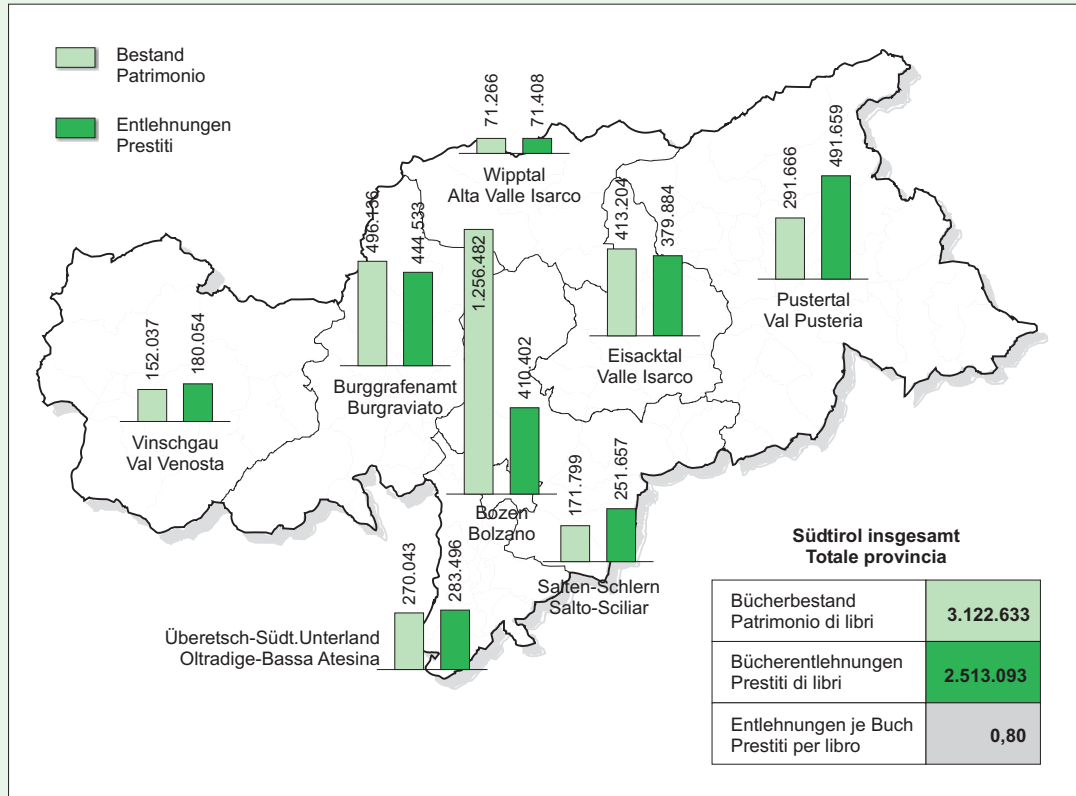 Bestand
Patrimonio
Entlehnungen
Prestiti
71.266
71.408
Wipptal
Alta Valle Isarco
291.666
491.659
Pustertal
Val Pusteria
496.136
444.533
Burggrafenamt
Burgraviato
1.256.482
410.402
Bozen
Bolzano
413.204
379.884
Eisacktal
Valle Isarco
152.037
180.054
Vinschgau
Val Venosta
171.799
251.657
Salten-Schlern
Salto-Sciliar
270.043
283.496
Überetsch-Südt.Unterland
Oltradige-Bassa Atesina
Südtirol insgesamt
Totale provincia
Bücherbestand
Patrimonio di libri
3.122.633
Bücherentlehnungen
Prestiti di libri
2.513.093
Entlehnungen je Buch
Prestiti per libro
0,80